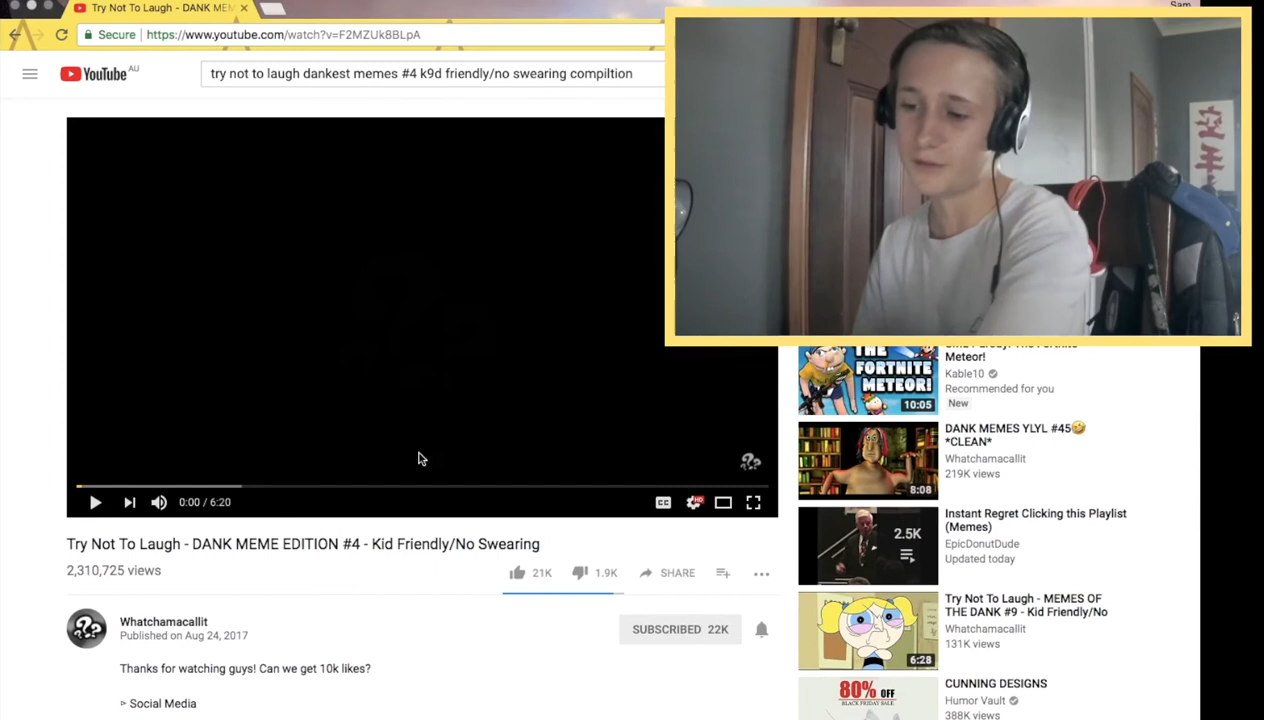 Try Not To Laugh - DANK MEM
Sam
Secure
https://www.youtube.com/watch?v=F2MZUk8BLpA
YouTube AU
try not to laugh dankest memes #4 k9d friendly/no swearing compiltion
空
手
0:00 / 6:20
CC
HD
Try Not To Laugh - DANK MEME EDITION #4 - Kid Friendly/No Swearing
2,310,725 views
21K
1.9K
SHARE
Whatchamacallit
Published on Aug 24, 2017
SUBSCRIBED 22K
Thanks for watching guys! Can we get 10k likes?
▹ Social Media
THE
FORTNITE
METEOR!
10:05
Meteor!
Kable10
Recommended for you
New
DANK MEMES YLYL #45🤣
*CLEAN*
Whatchamacallit
219K views
8:08
2.5K
Instant Regret Clicking this Playlist
(Memes)
EpicDonutDude
Updated today
6:28
Try Not To Laugh - MEMES OF
THE DANK #9 - Kid Friendly/No
Whatchamacallit
131K views
80% OFF
BLACK FRIDAY SALE
CUNNING DESIGNS
Humor Vault
388K views